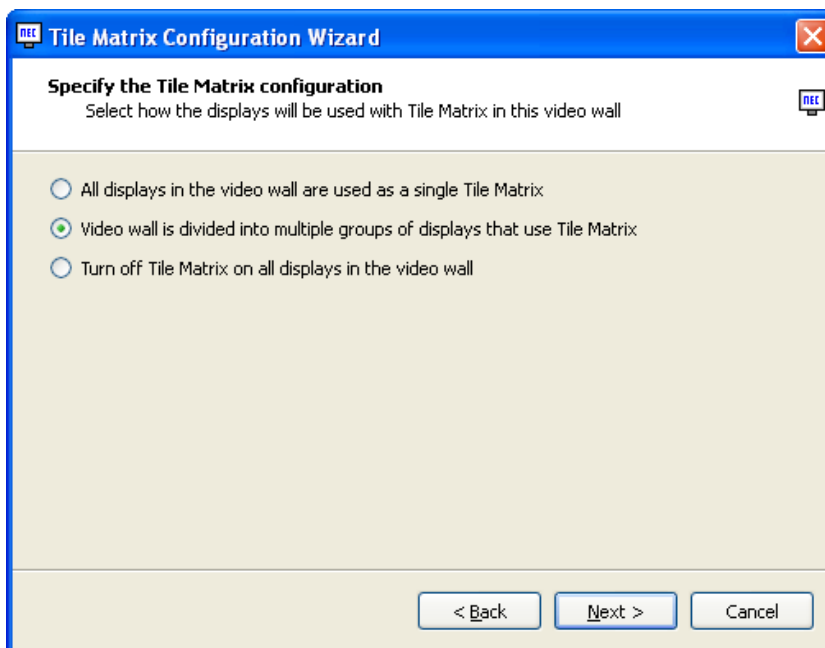 NEC Tile Matrix Configuration Wizard
Specify the Tile Matrix configuration
Select how the displays will be used with Tile Matrix in this video wall
NEC
All displays in the video wall are used as a single Tile Matrix
Video wall is divided into multiple groups of displays that use Tile Matrix
Turn off Tile Matrix on all displays in the video wall
< Back Next > Cancel